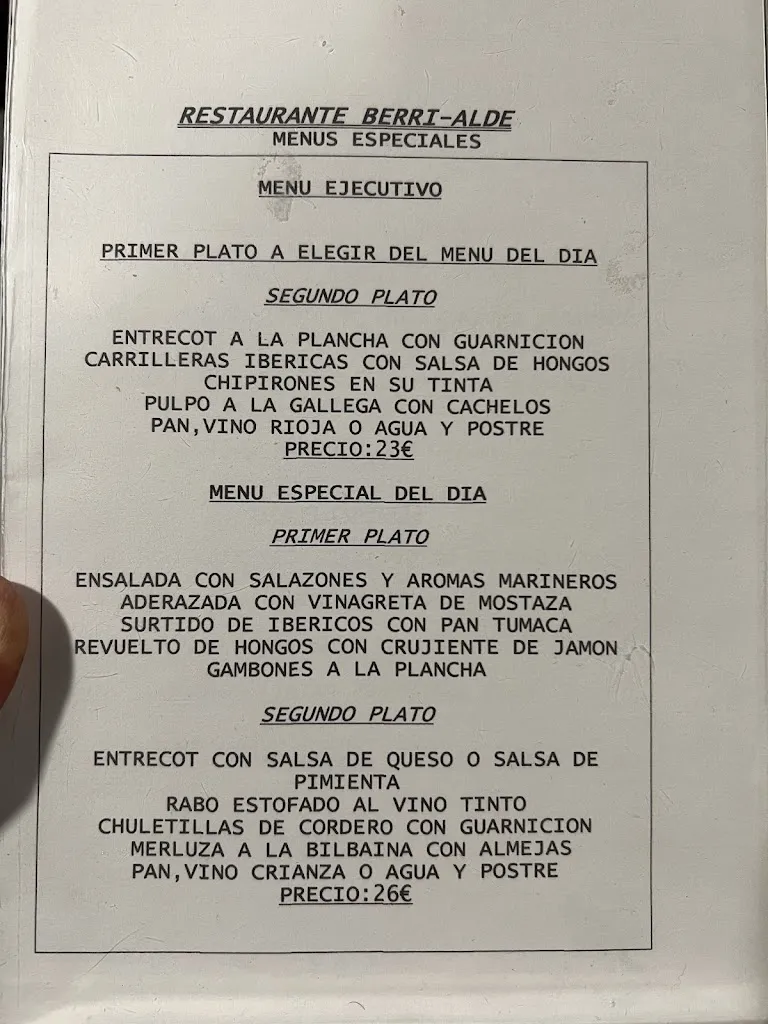 RESTAURANTE BERRI-ALDE
MENUS ESPECIALES
MENU EJECUTIVO
PRIMER PLATO A ELEGIR DEL MENU DEL DIA
SEGUNDO PLATO
ENTRECOT A LA PLANCHA CON GUARNICION
CARRILLERAS IBERICAS CON SALSA DE HONGOS
CHIPIRONES EN SU TINTA
PULPO A LA GALLEGA CON CACHELOS
PAN,VINO RIOJA O AGUA Y POSTRE
PRECIO:23€
MENU ESPECIAL DEL DIA
PRIMER PLATO
ENSALADA CON SALAZONES Y AROMAS MARINEROS
ADERAZADA CON VINAGRETA DE MOSTAZA
SURTIDO DE IBERICOS CON PAN TUMACA
REVUELTO DE HONGOS CON CRUJIENTE DE JAMON
GAMBONES A LA PLANCHA
SEGUNDO PLATO
ENTRECOT CON SALSA DE QUESO O SALSA DE
PIMIENTA
RABO ESTOFADO AL VINO TINTO
CHULETILLAS DE CORDERO CON GUARNICION
MERLUZA A LA BILBAINA CON ALMEJAS
PAN,VINO CRIANZA O AGUA Y POSTRE
PRECIO:26€